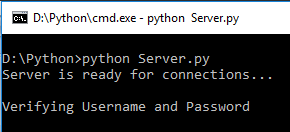 D:\Python\cmd.exe - python  Server.py
D:\Python>python Server.py
Server is ready for connections...
Verifying Username and Password